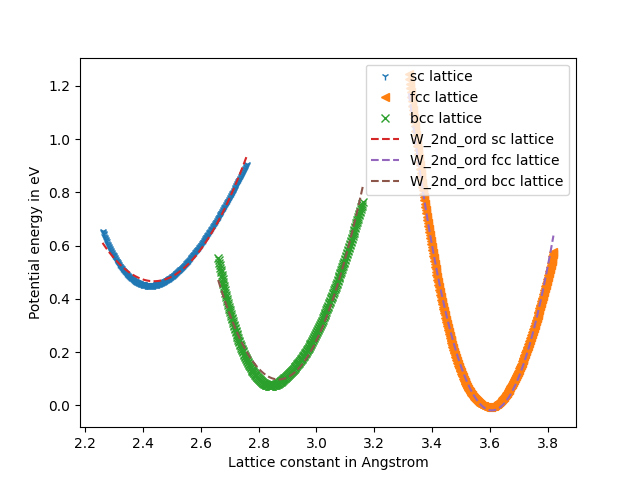 sc lattice
fcc lattice
bcc lattice
W_2nd_ord sc lattice
W_2nd_ord fcc lattice
W_2nd_ord bcc lattice
1.2
1.0
0.8
0.6
0.4
0.2
0.0
Potential energy in eV
2.2 2.4 2.6 2.8 3.0 3.2 3.4 3.6 3.8
Lattice constant in Angstrom